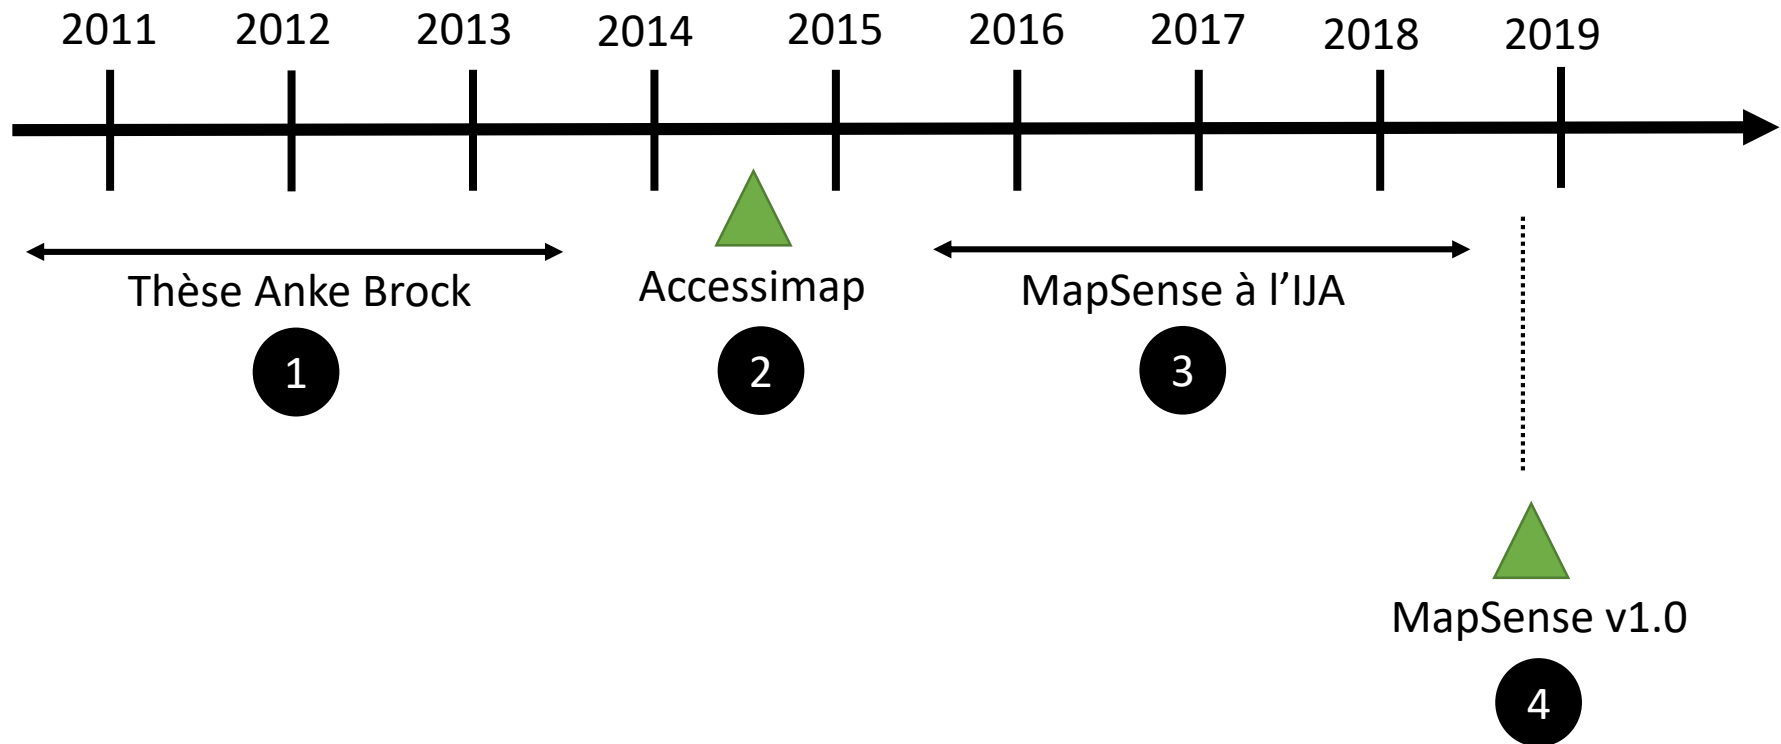 2011 2012 2013 2014 2015 2016 2017 2018 2019
Thèse Anke Brock
1
Accessimap
2
MapSense à l’IJA
3
MapSense v1.0
4